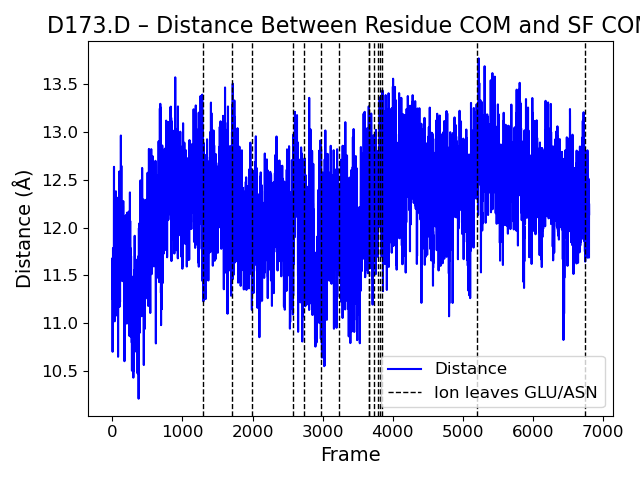 D173.D – Distance Between Residue COM and SF COM
13.5
13.0
12.5
12.0
11.5
11.0
10.5
Distance (Å)
Distance
Ion leaves GLU/ASN
0 1000 2000 3000 4000 5000 6000 7000
Frame